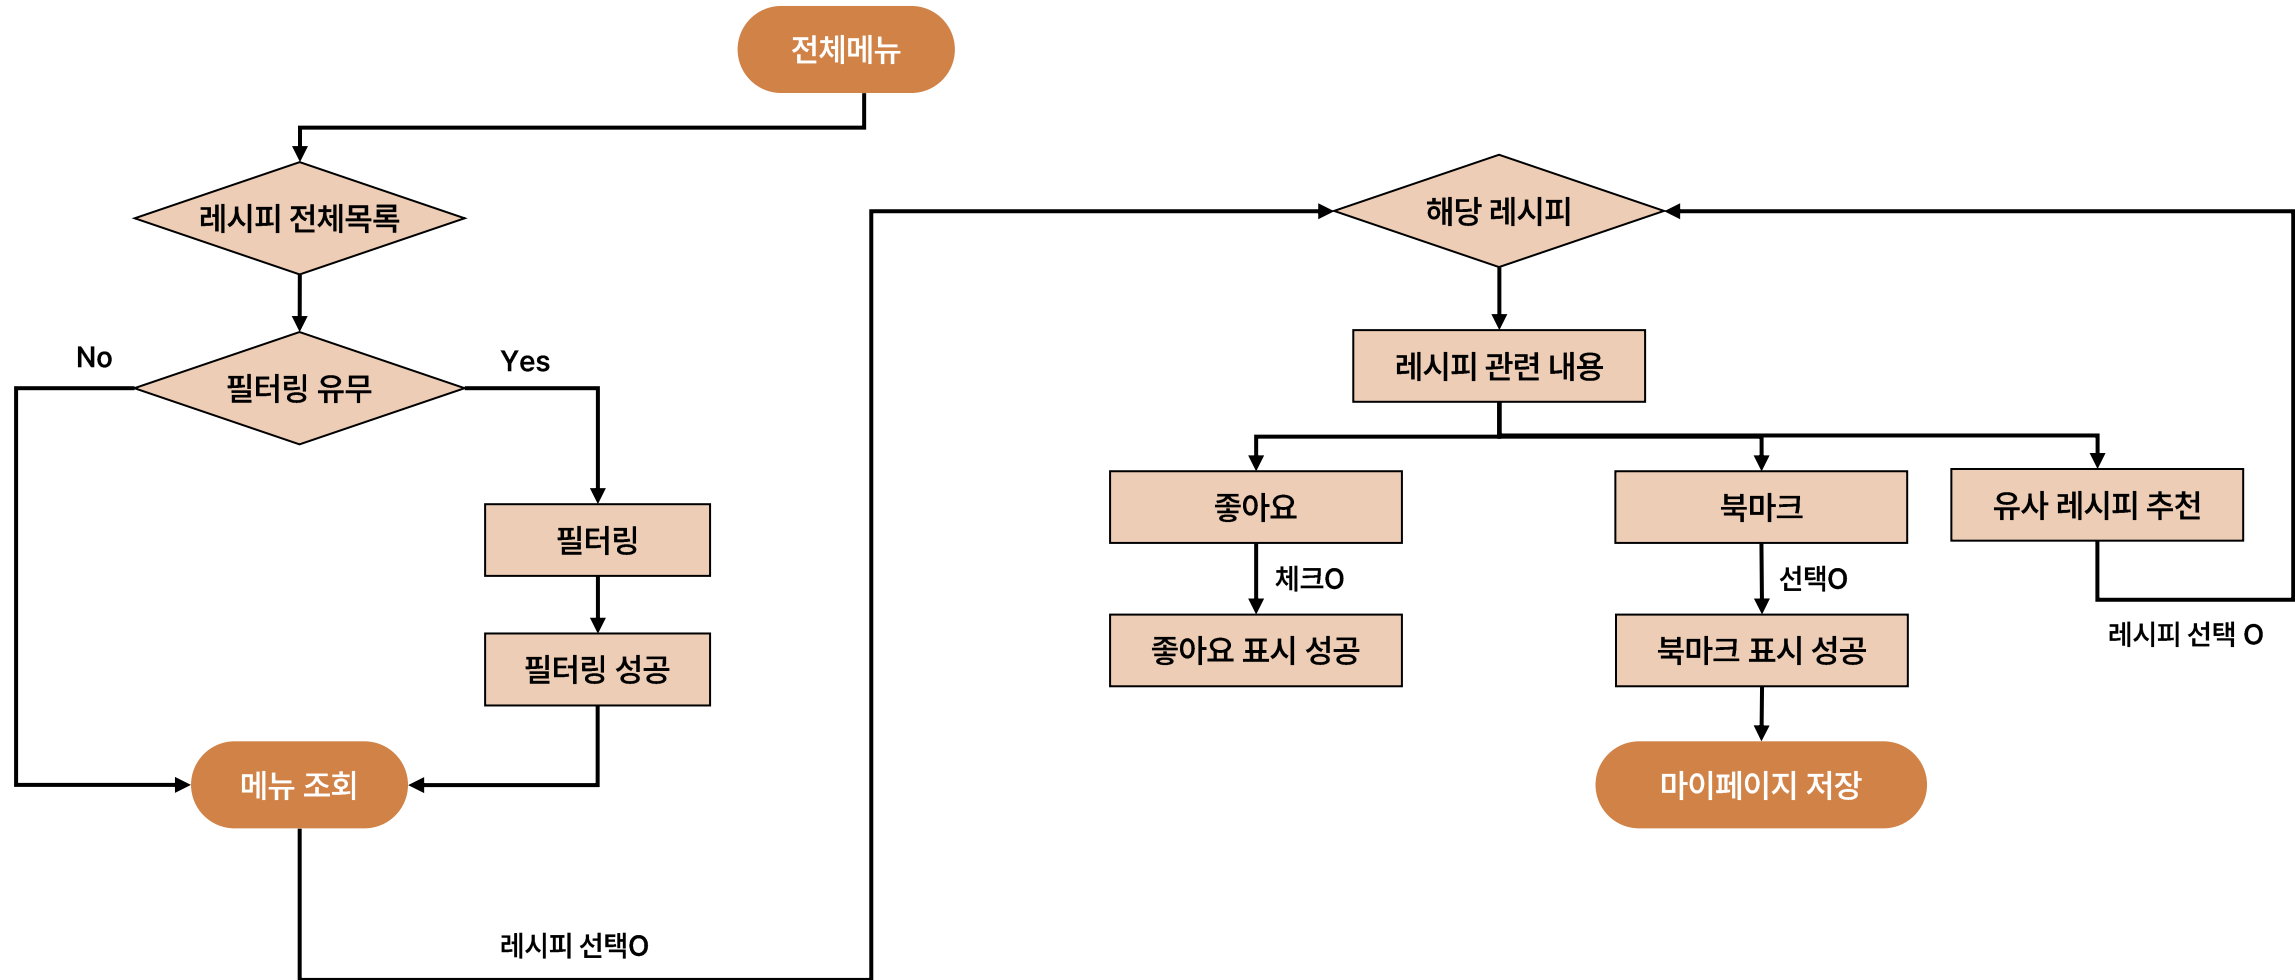 전체메뉴
레시피 전체목록
No
필터링 유무
Yes
필터링
필터링 성공
메뉴 조회
레시피 선택O
해당 레시피
레시피 관련 내용
좋아요
체크O
좋아요 표시 성공
북마크
선택O
북마크 표시 성공
마이페이지 저장
유사 레시피 추천
레시피 선택 O